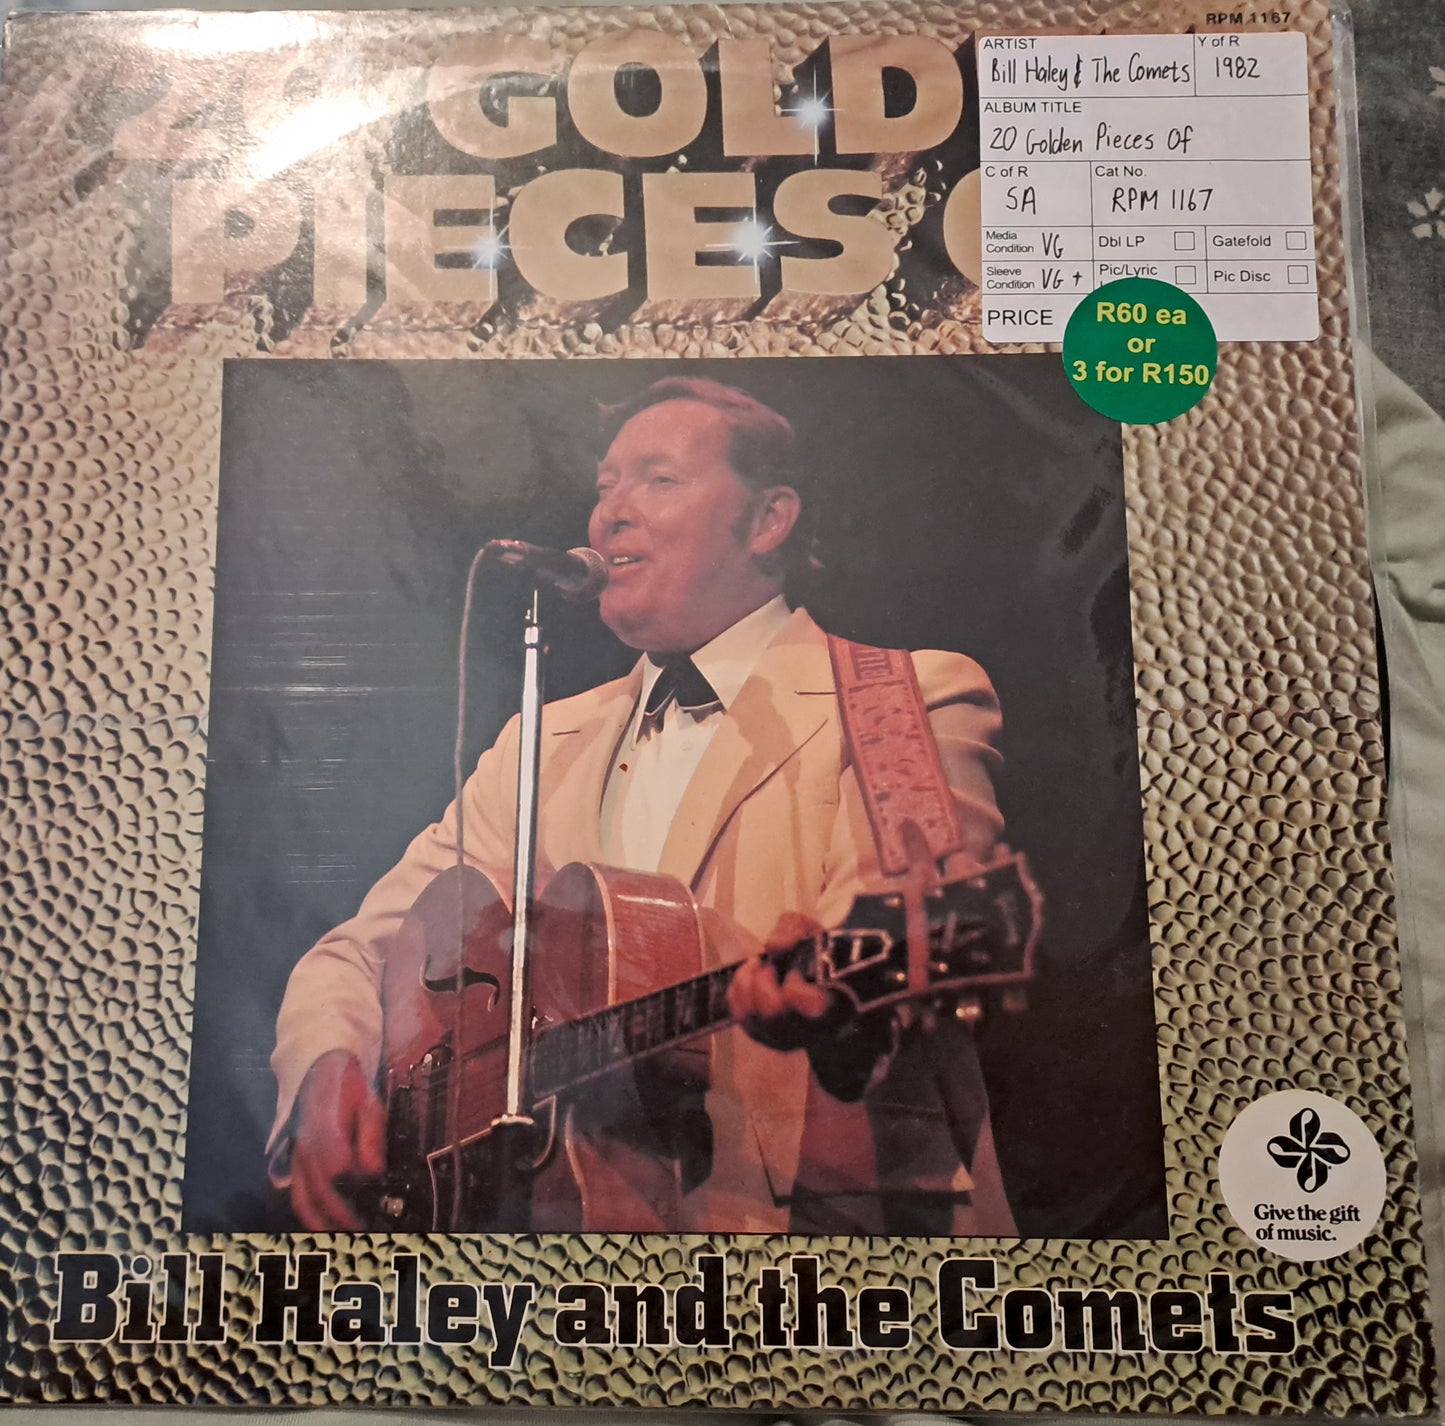 RPM 1167
20 GOLD
PIECES
ARTIST
Bill Haley & The Comets
Y of R
1982
ALBUM TITLE
20 Golden Pieces Of
C of R
SA
Cat No.
RPM 1167
Media
Condition VG
Dbl LP
Gatefold
Sleeve
Condition VG +
Pic/Lyric
Pic Disc
PRICE
R60 ea
or
3 for R150
BILL
Give the gift
of music.
Bill Haley and the Comets